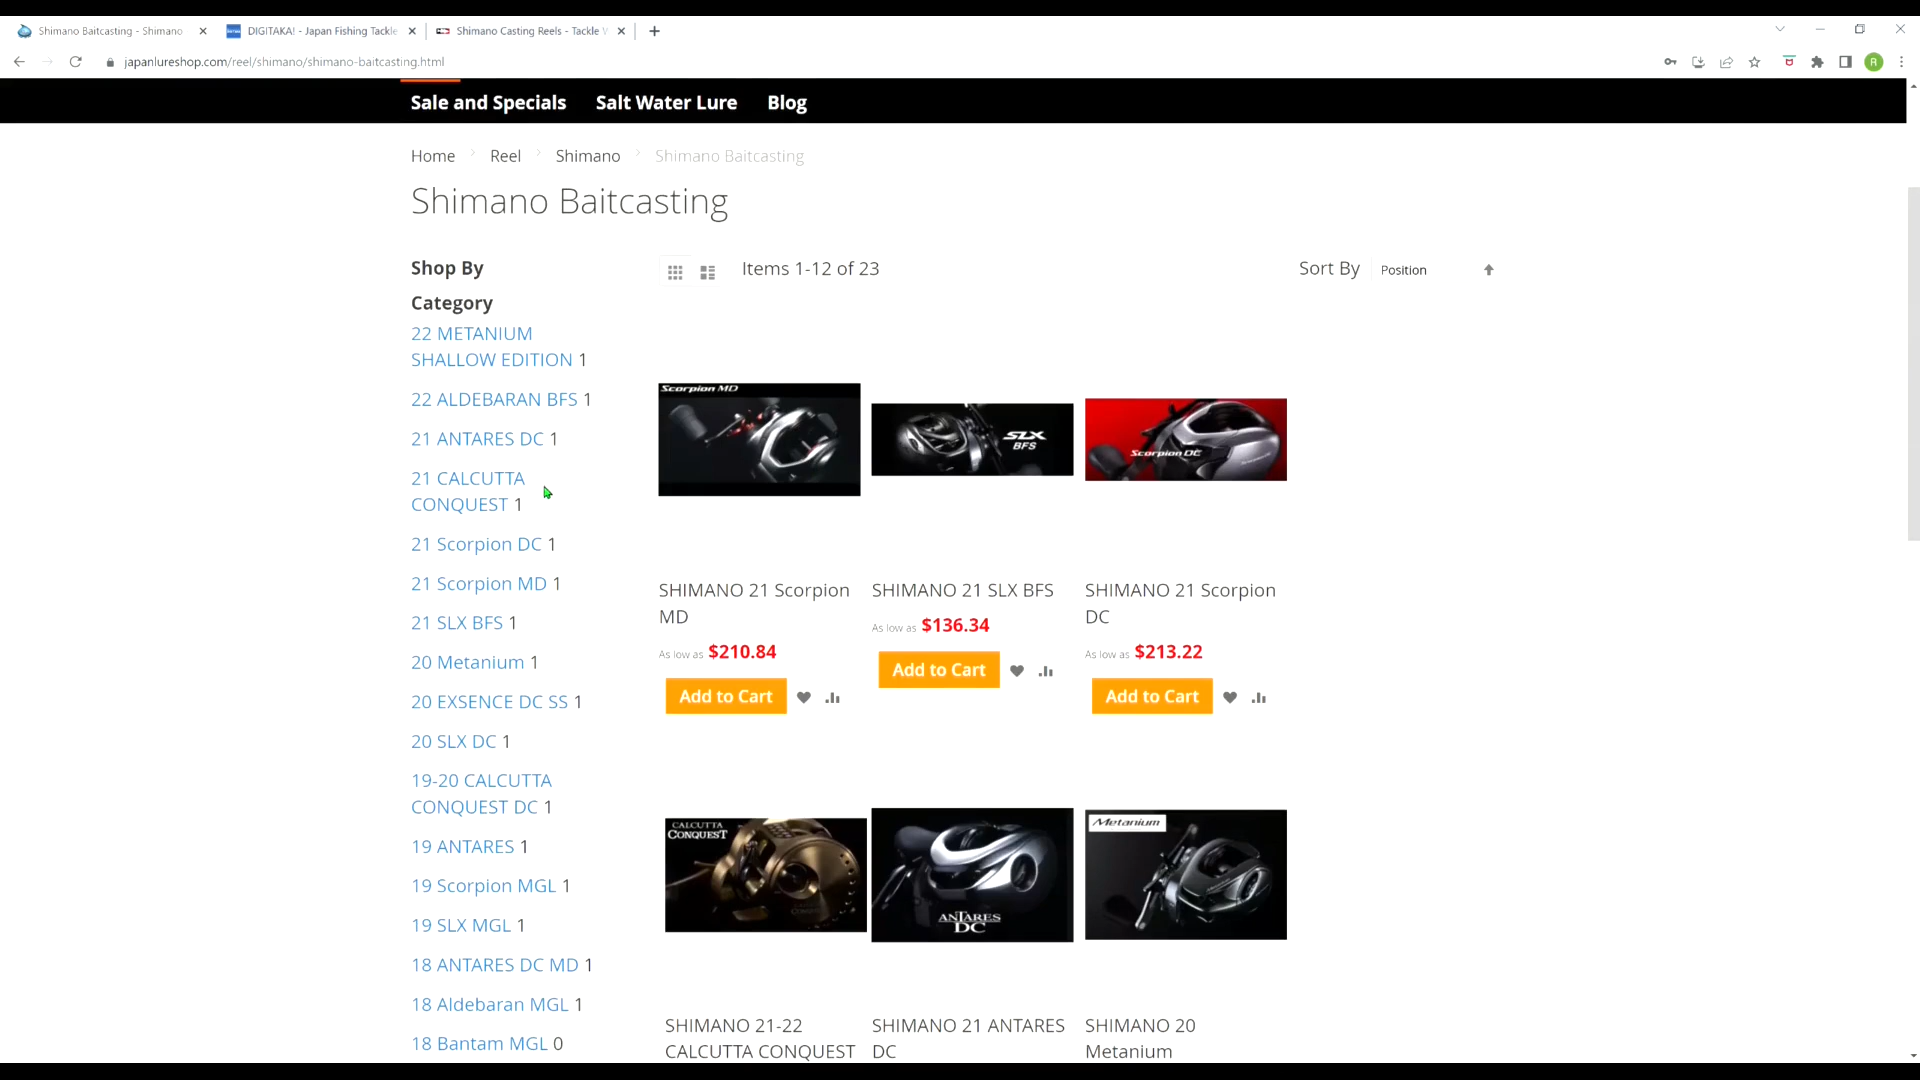 Shimano Baitcasting - Shimano
DIGITAKA! - Japan Fishing Tackle
Shimano Casting Reels - Tackle W
japanlureshop.com/reel/shimano/shimano-baitcasting.html
R
Sale and Specials
Salt Water Lure
Blog
Home
Reel
Shimano
Shimano Baitcasting
Shimano Baitcasting
Shop By
Items 1-12 of 23
Sort By
Position
Category
22 METANIUM
SHALLOW EDITION 1
22 ALDEBARAN BFS 1
21 ANTARES DC 1
21 CALCUTTA
CONQUEST 1
21 Scorpion DC 1
21 Scorpion MD 1
21 SLX BFS 1
20 Metanium 1
20 EXSENCE DC SS 1
20 SLX DC 1
19-20 CALCUTTA
CONQUEST DC 1
19 ANTARES 1
19 Scorpion MGL 1
19 SLX MGL 1
18 ANTARES DC MD 1
18 Aldebaran MGL 1
18 Bantam MGL 0
Scorpion MD
SHIMANO 21 Scorpion
MD
As low as $210.84
Add to Cart
SLX
BFS
SHIMANO 21 SLX BFS
As low as $136.34
Add to Cart
Scorpion DC
SHIMANO 21 Scorpion
DC
As low as $213.22
Add to Cart
CALCUTTA
CONQUEST
SHIMANO 21-22
CALCUTTA CONQUEST
ANTARES
DC
SHIMANO 21 ANTARES
DC
Metanium
SHIMANO 20
Metanium